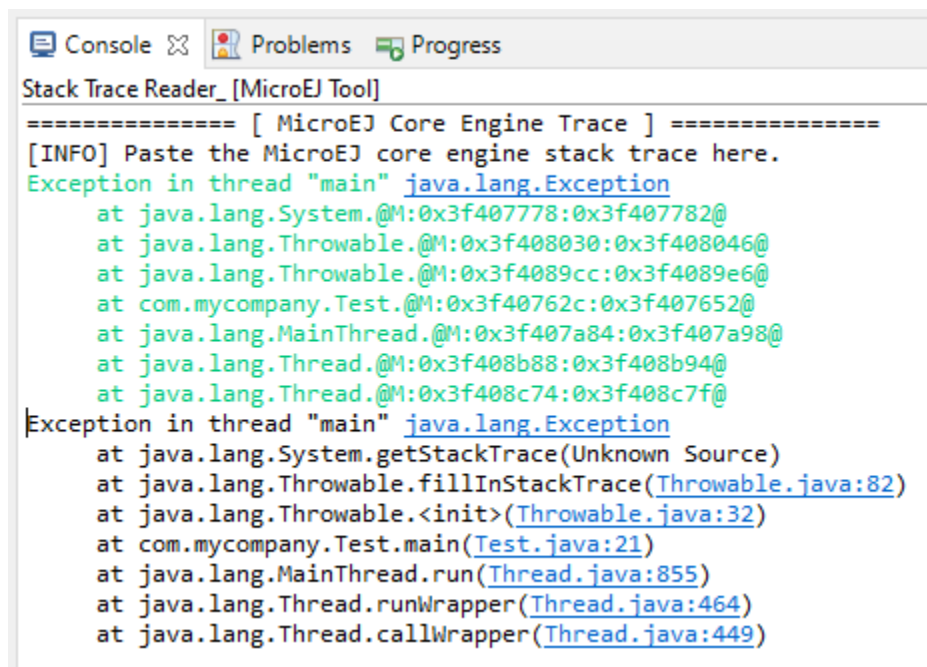 Console Problems Progress
Stack Trace Reader_ [MicroEJ Tool]
=============== [ MicroEJ Core Engine Trace ] ===============
[INFO] Paste the MicroEJ core engine stack trace here.
Exception in thread "main" java.lang.Exception
     at java.lang.System.@M:0x3f407778:0x3f407782@
     at java.lang.Throwable.@M:0x3f408030:0x3f408046@
     at java.lang.Throwable.@M:0x3f4089cc:0x3f4089e6@
     at com.mycompany.Test.@M:0x3f40762c:0x3f407652@
     at java.lang.MainThread.@M:0x3f407a84:0x3f407a98@
     at java.lang.Thread.@M:0x3f408b88:0x3f408b94@
     at java.lang.Thread.@M:0x3f408c74:0x3f408c7f@
Exception in thread "main" java.lang.Exception
     at java.lang.System.getStackTrace(Unknown Source)
     at java.lang.Throwable.fillInStackTrace(Throwable.java:82)
     at java.lang.Throwable.<init>(Throwable.java:32)
     at com.mycompany.Test.main(Test.java:21)
     at java.lang.MainThread.run(Thread.java:855)
     at java.lang.Thread.runWrapper(Thread.java:464)
     at java.lang.Thread.callWrapper(Thread.java:449)